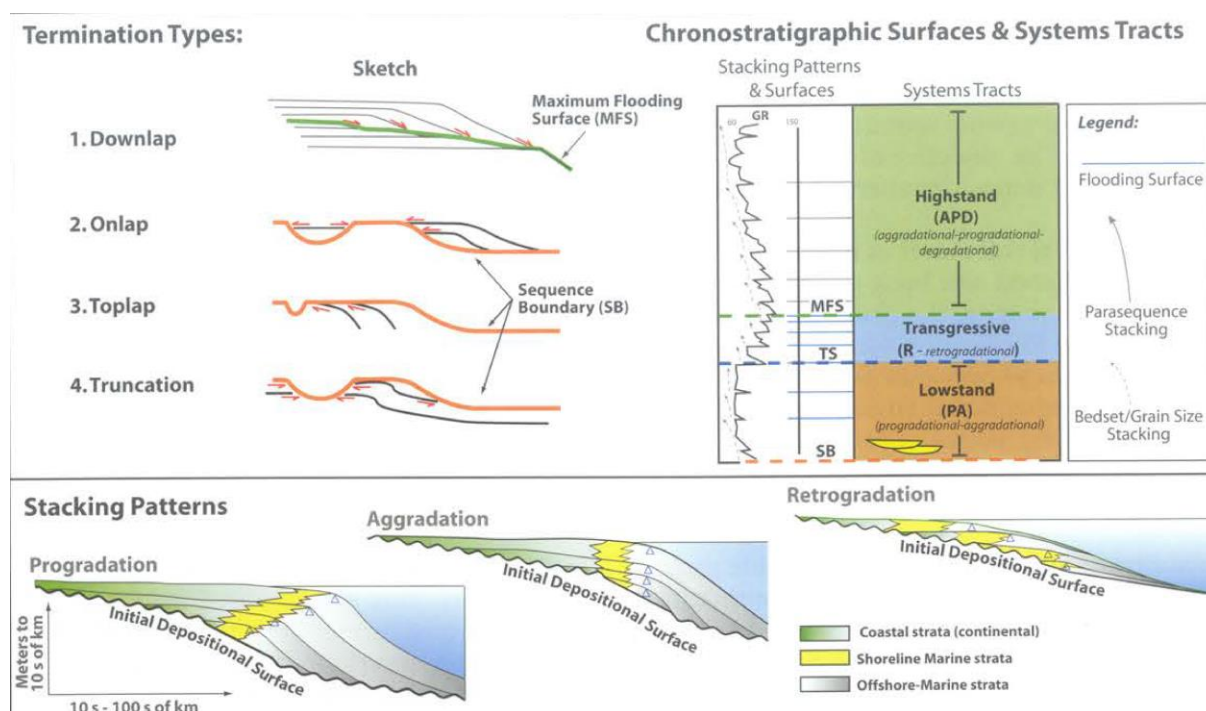 Termination Types:
Sketch
1. Downlap
Maximum Flooding
Surface (MFS)
2. Onlap
3. Toplap
Sequence
Boundary (SB)
4. Truncation
Chronostratigraphic Surfaces & Systems Tracts
Stacking Patterns
& Surfaces
Systems Tracts
GR
60
150
Highstand
(APD)
(aggradational-progradational-
degradational)
MFS
Transgressive
(R - retrogradational)
TS
Lowstand
(PA)
(progradational-aggradational)
SB
Legend:
Flooding Surface
Parasequence
Stacking
Bedset/Grain Size
Stacking
Stacking Patterns
Progradation
Initial Depositional Surface
Meters to
10 s of km
10 s - 100 s of km
Aggradation
Initial Depositional Surface
Retrogradation
Initial Depositional Surface
Coastal strata (continental)
Shoreline Marine strata
Offshore-Marine strata